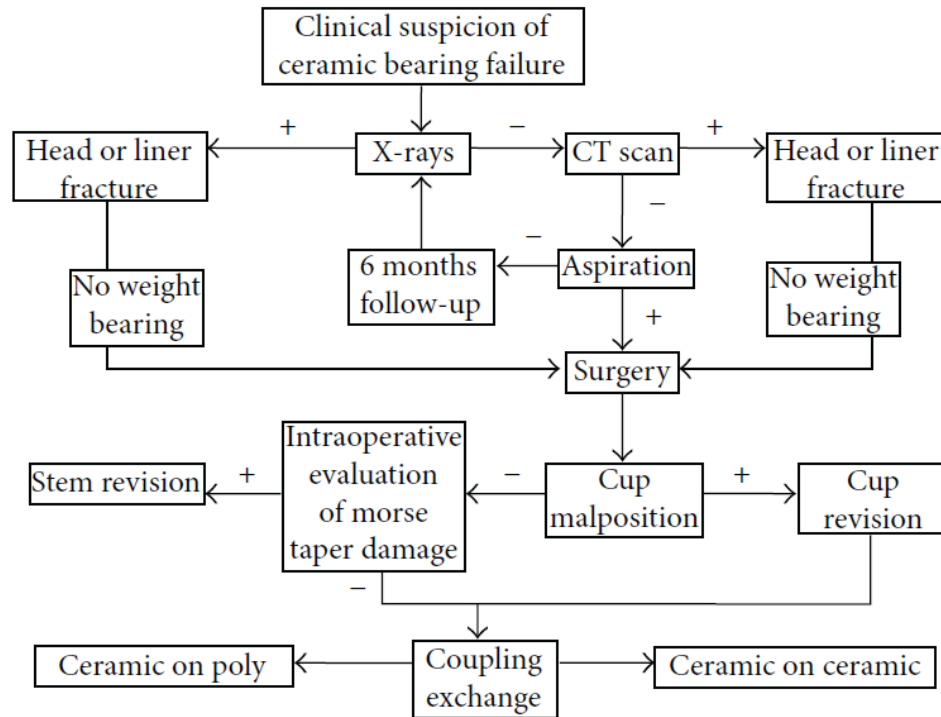 Clinical suspicion of
ceramic bearing failure
+
−
+
Head or liner
fracture
X-rays
CT scan
Head or liner
fracture
−
−
No weight
bearing
6 months
follow-up
Aspiration
No weight
bearing
+
Surgery
Intraoperative
evaluation
of morse
taper damage
Stem revision
+
−
Cup
malposition
+
Cup
revision
−
Ceramic on poly
Coupling
exchange
Ceramic on ceramic